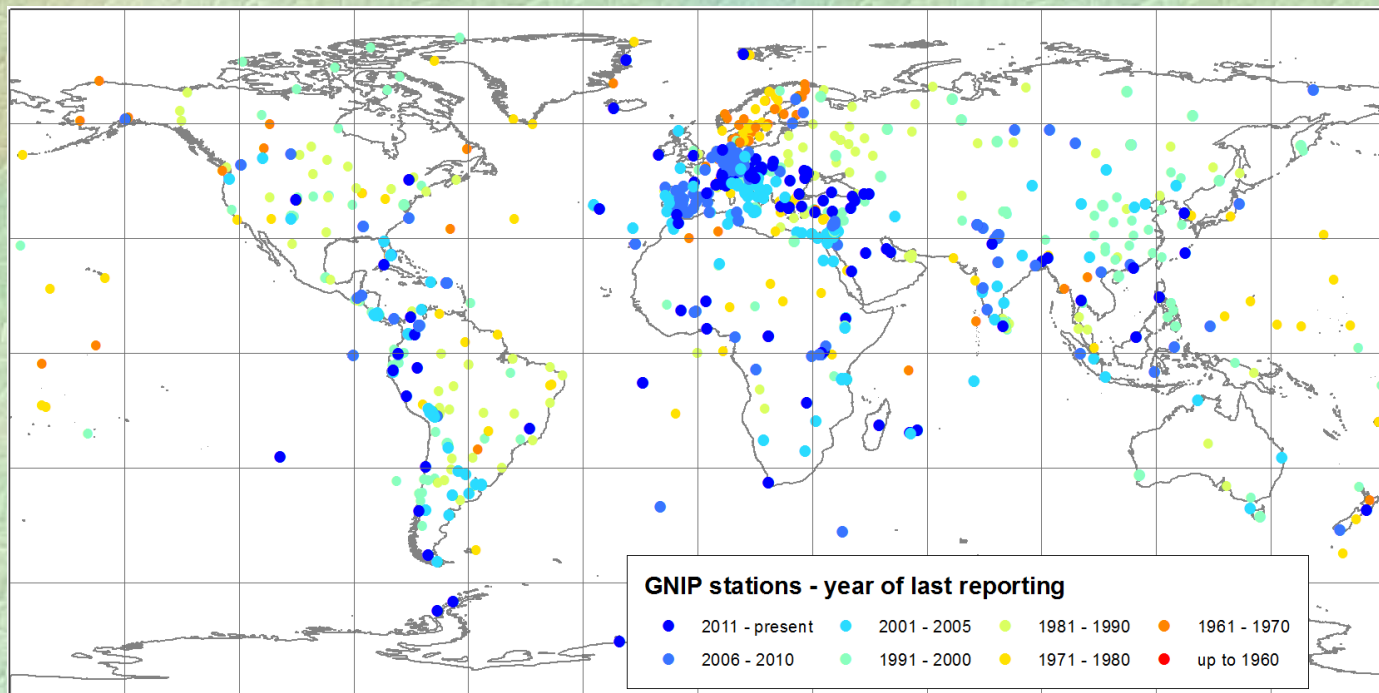 GNIP stations - year of last reporting
2011 - present 2001 - 2005 1981 - 1990 1961 - 1970
2006 - 2010 1991 - 2000 1971 - 1980 up to 1960